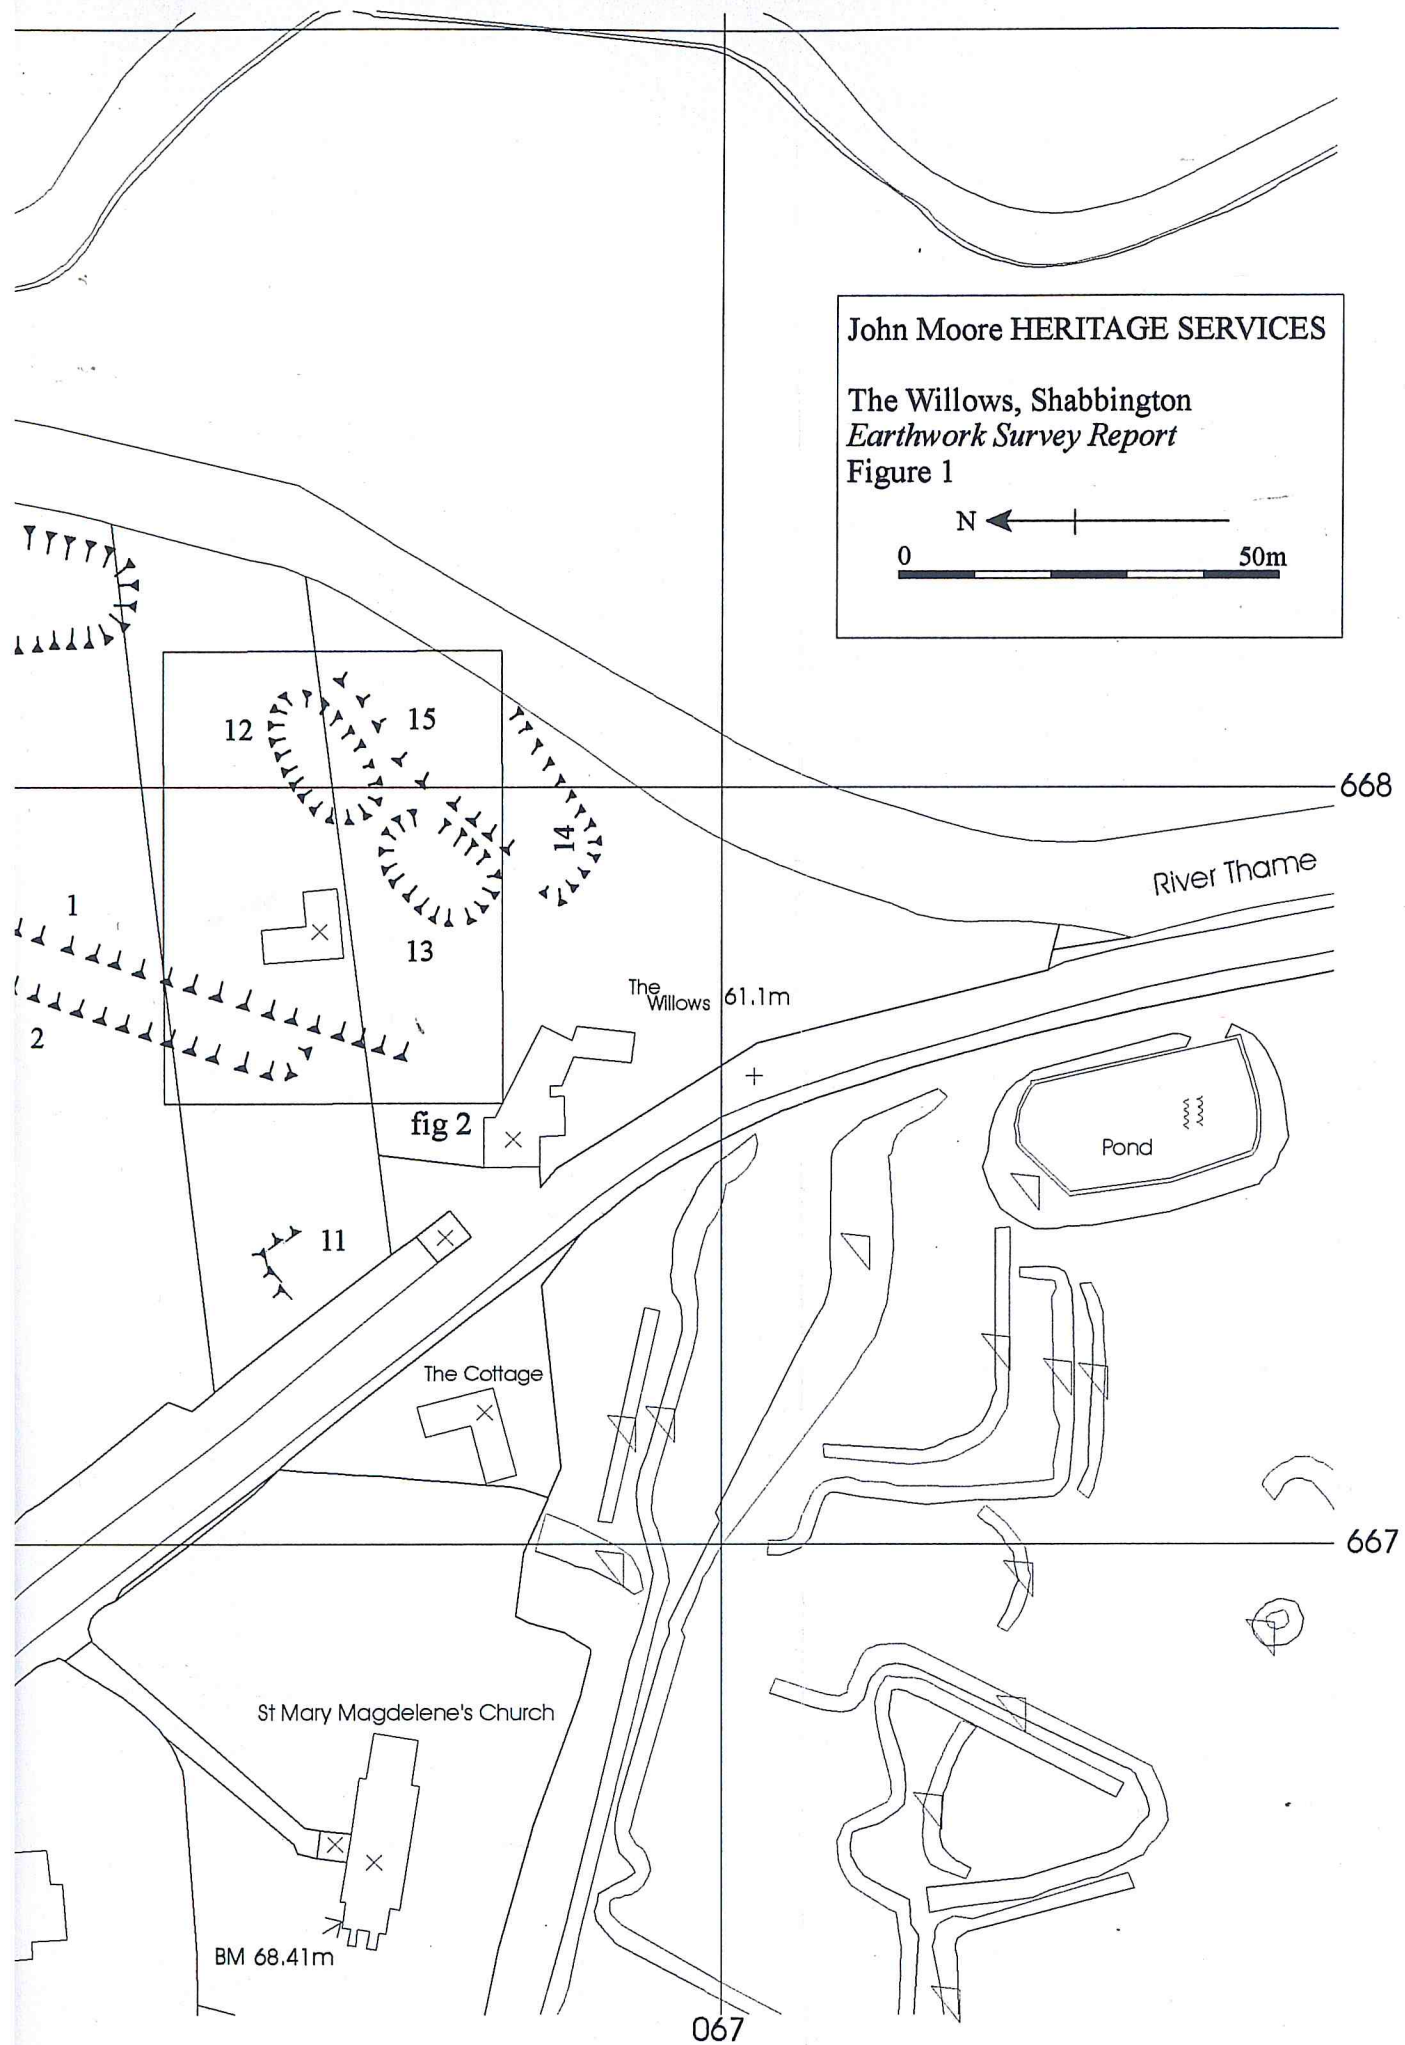 John Moore HERITAGE SERVICES
The Willows, Shabbington
Earthwork Survey Report
Figure 1
N
0 50m
12
15
668
14
River Thame
1
13
The
Willows 61.1m
2
fig 2
Pond
11
The Cottage
667
St Mary Magdelene's Church
BM 68.41m
067